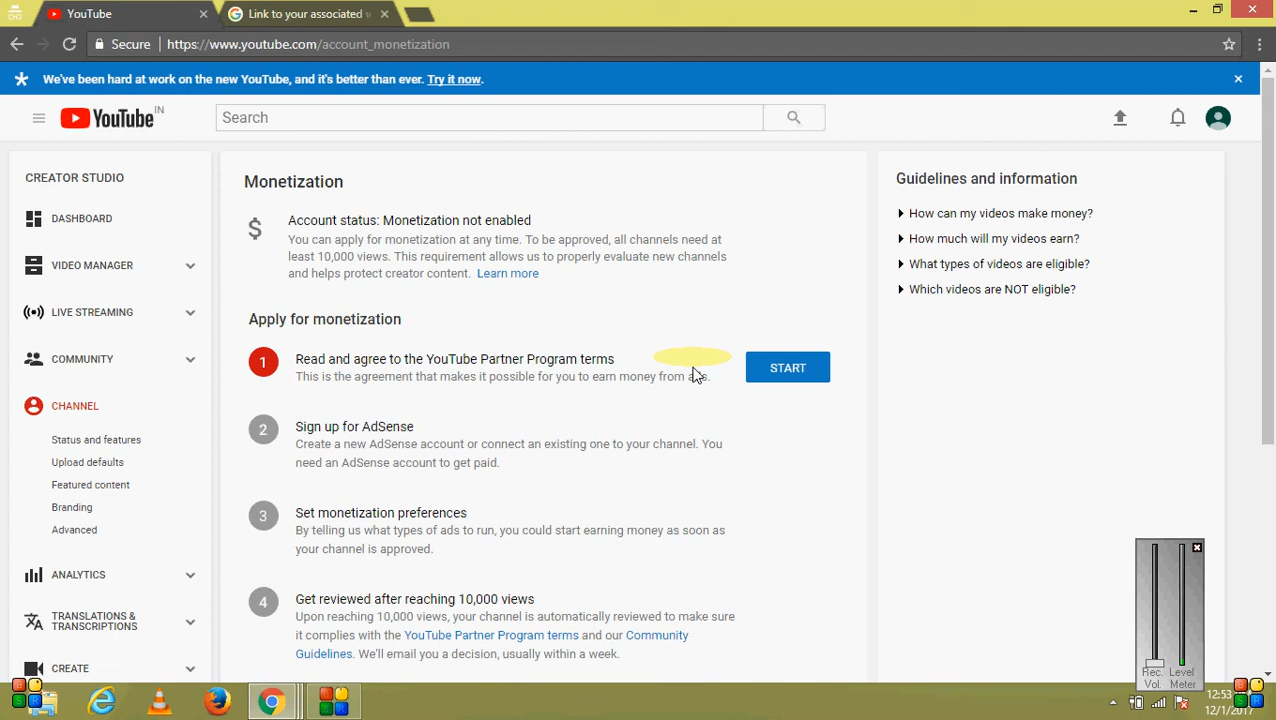 YouTube
Link to your associated w
Secure
https://www.youtube.com/account_monetization
We've been hard at work on the new YouTube, and it's better than ever. Try it now.
YouTube IN
Search
CREATOR STUDIO
DASHBOARD
VIDEO MANAGER
LIVE STREAMING
COMMUNITY
CHANNEL
Status and features
Upload defaults
Featured content
Branding
Advanced
ANALYTICS
TRANSLATIONS &
TRANSCRIPTIONS
CREATE
Monetization
$
Account status: Monetization not enabled
You can apply for monetization at any time. To be approved, all channels need at
least 10,000 views. This requirement allows us to properly evaluate new channels
and helps protect creator content. Learn more
Apply for monetization
1
Read and agree to the YouTube Partner Program terms
This is the agreement that makes it possible for you to earn money from
START
2
Sign up for AdSense
Create a new AdSense account or connect an existing one to your channel. You
need an AdSense account to get paid.
3
Set monetization preferences
By telling us what types of ads to run, you could start earning money as soon as
your channel is approved.
4
Get reviewed after reaching 10,000 views
Upon reaching 10,000 views, your channel is automatically reviewed to make sure
it complies with the YouTube Partner Program terms and our Community
Guidelines. We'll email you a decision, usually within a week.
Guidelines and information
How can my videos make money?
How much will my videos earn?
What types of videos are eligible?
Which videos are NOT eligible?
Rec. Level
Vol. Meter
12:53
12/1/2017